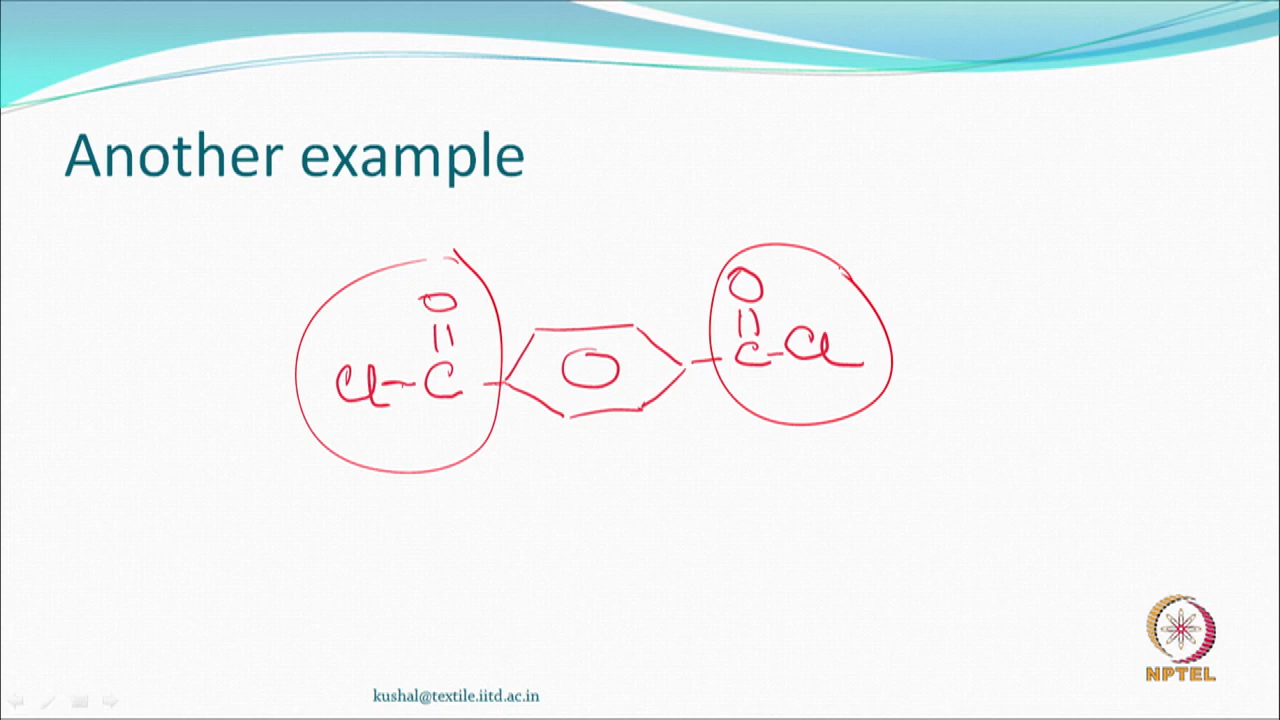 Another example
O
O
Cl-C
C-Cl
NPTEL
kushal@textile.iitd.ac.in